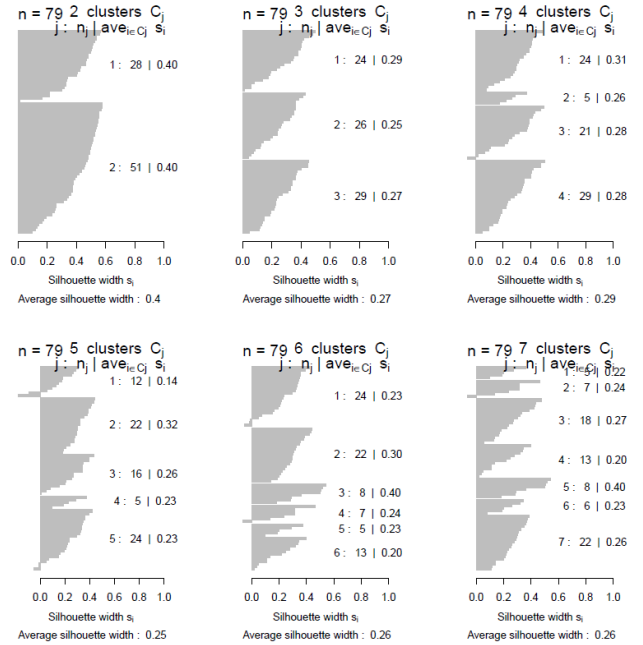 n = 79 2 clusters Cj
j : nj | avei∈Cj si
1 : 28 | 0.40
2 : 51 | 0.40
0.0 0.2 0.4 0.6 0.8 1.0
Silhouette width si
Average silhouette width : 0.4
n = 79 3 clusters Cj
j : nj | avei∈Cj si
1 : 24 | 0.29
2 : 26 | 0.25
3 : 29 | 0.27
0.0 0.2 0.4 0.6 0.8 1.0
Silhouette width si
Average silhouette width : 0.27
n = 79 4 clusters Cj
j : nj | avei∈Cj si
1 : 24 | 0.31
2 : 5 | 0.26
3 : 21 | 0.28
4 : 29 | 0.28
0.0 0.2 0.4 0.6 0.8 1.0
Silhouette width si
Average silhouette width : 0.29
n = 79 5 clusters Cj
j : nj | avei∈Cj si
1 : 12 | 0.14
2 : 22 | 0.32
3 : 16 | 0.26
4 : 5 | 0.23
5 : 24 | 0.23
0.0 0.2 0.4 0.6 0.8 1.0
Silhouette width si
Average silhouette width : 0.25
n = 79 6 clusters Cj
j : nj | avei∈Cj si
1 : 24 | 0.23
2 : 22 | 0.30
3 : 8 | 0.40
4 : 7 | 0.24
5 : 5 | 0.23
6 : 13 | 0.20
0.0 0.2 0.4 0.6 0.8 1.0
Silhouette width si
Average silhouette width : 0.26
n = 79 7 clusters Cj
j : nj | avei∈Cj si
1 : 5 | 0.22
2 : 7 | 0.24
3 : 18 | 0.27
4 : 13 | 0.20
5 : 8 | 0.40
6 : 6 | 0.23
7 : 22 | 0.26
0.0 0.2 0.4 0.6 0.8 1.0
Silhouette width si
Average silhouette width : 0.26